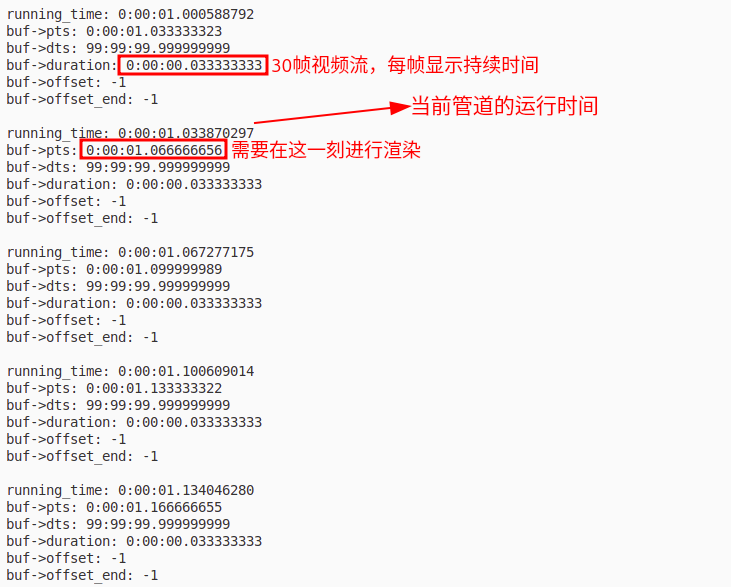 running_time: 0:00:01.000588792
buf->pts: 0:00:01.033333323
buf->dts: 99:99:99.999999999
buf->duration: 0:00:00.033333333 30帧视频流，每帧显示持续时间
buf->offset: -1
buf->offset_end: -1
当前管道的运行时间
running_time: 0:00:01.033870297
buf->pts: 0:00:01.066666656 需要在这一刻进行渲染
buf->dts: 99:99:99.999999999
buf->duration: 0:00:00.033333333
buf->offset: -1
buf->offset_end: -1
running_time: 0:00:01.067277175
buf->pts: 0:00:01.099999989
buf->dts: 99:99:99.999999999
buf->duration: 0:00:00.033333333
buf->offset: -1
buf->offset_end: -1
running_time: 0:00:01.100609014
buf->pts: 0:00:01.133333322
buf->dts: 99:99:99.999999999
buf->duration: 0:00:00.033333333
buf->offset: -1
buf->offset_end: -1
running_time: 0:00:01.134046280
buf->pts: 0:00:01.166666655
buf->dts: 99:99:99.999999999
buf->duration: 0:00:00.033333333
buf->offset: -1
buf->offset_end: -1